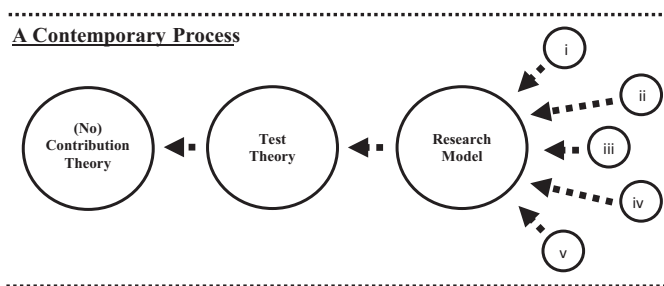 A Contemporary Process
(No)
Contribution
Theory
Test
Theory
Research
Model
i
ii
iii
iv
v